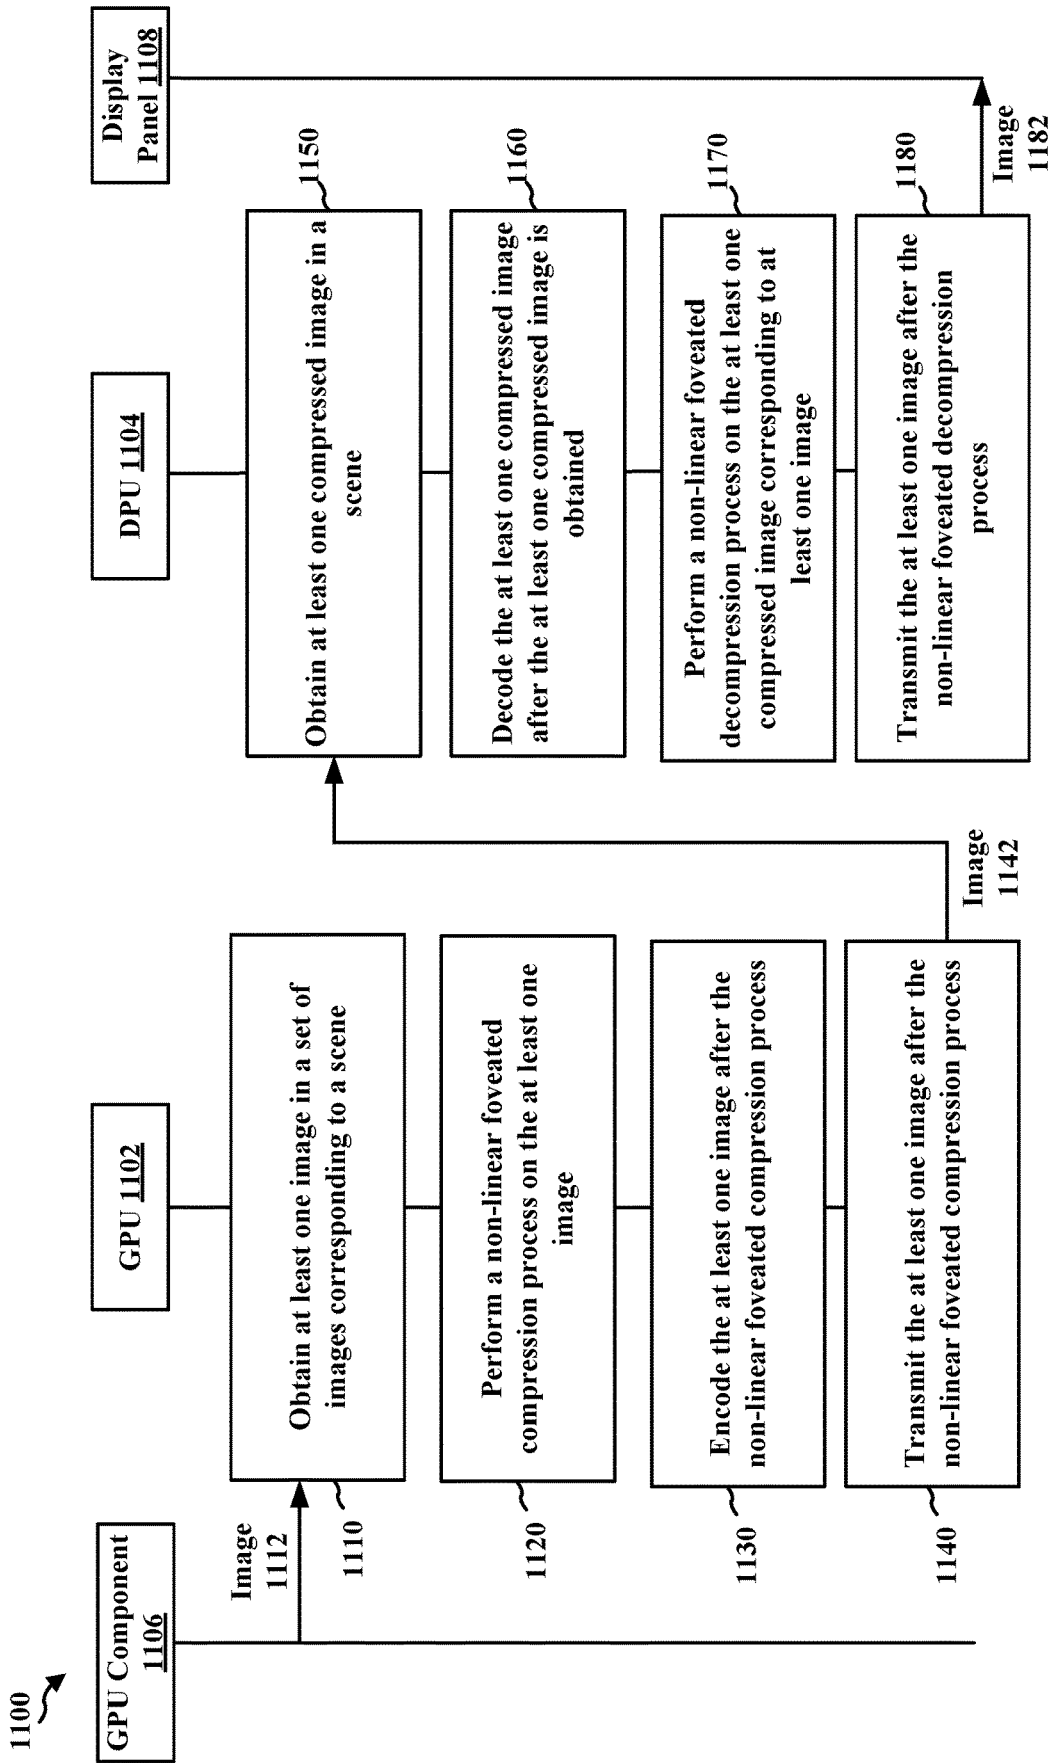 1100
GPU Component
1106
GPU 1102
DPU 1104
Display
Panel 1108
Image
1112
1110
Obtain at least one image in a set of
images corresponding to a scene
1120
Perform a non-linear foveated
compression process on the at least one
image
1130
Encode the at least one image after the
non-linear foveated compression process
1140
Transmit the at least one image after the
non-linear foveated compression process
Image
1142
Obtain at least one compressed image in a
scene
1150
Decode the at least one compressed image
after the at least one compressed image is
obtained
1160
Perform a non-linear foveated
decompression process on the at least one
compressed image corresponding to at
least one image
1170
Transmit the at least one image after the
non-linear foveated decompression
process
1180
Image
1182